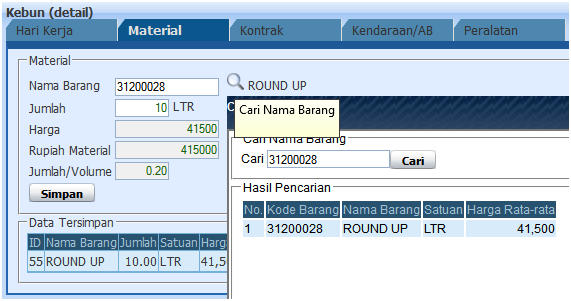 Kebun (detail)
Hari Kerja Material Kontrak Kendaraan/AB Peralatan
Material
Nama Barang 31200028 ROUND UP
Jumlah 10 LTR
Harga 41500
Rupiah Material 415000
Jumlah/Volume 0.20
Simpan
Data Tersimpan
ID Nama Barang Jumlah Satuan Harga
55 ROUND UP 10.00 LTR 41,5
Cari Nama Barang
Cari Nama Barang
Cari 31200028 Cari
Hasil Pencarian
No. Kode Barang Nama Barang Satuan Harga Rata-rata
1 31200028 ROUND UP LTR 41,500